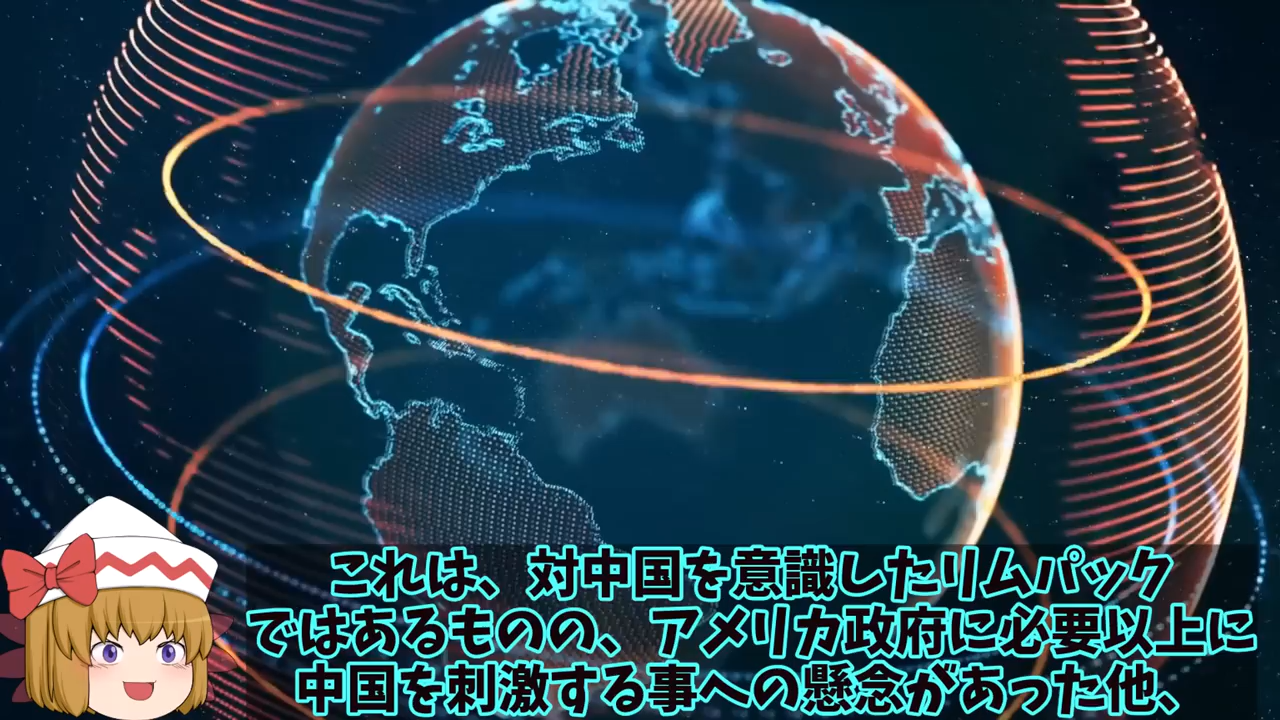 これは、対中国を意識したリムパック
ではあるものの、アメリカ政府に必要以上に
中国を刺激する事への懸念があった他、